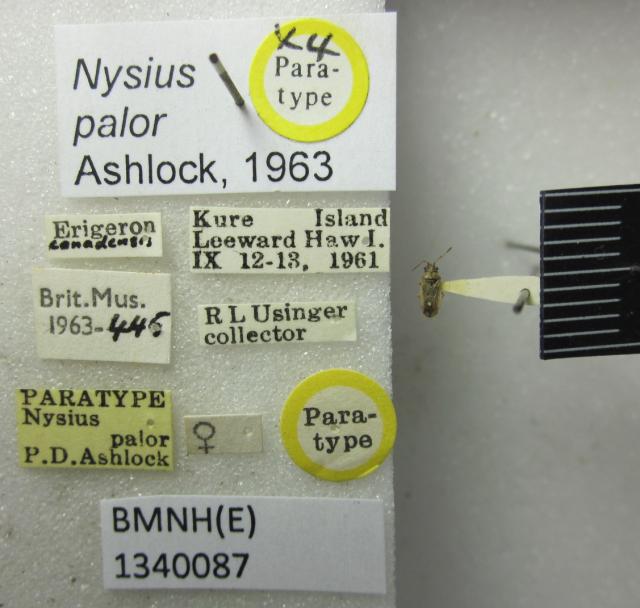 Nysius
palor
Ashlock, 1963
x4
Para-
type
Erigeron
canadensis
Kure Island
Leeward Haw I.
IX 12-13, 1961
Brit.Mus.
1963-445
R L Usinger
collector
PARATYPE
Nysius
palor
P.D.Ashlock
♀
Para-
type
BMNH(E)
1340087